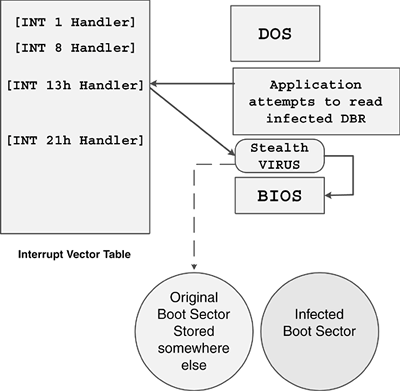 [INT 1 Handler]
[INT 8 Handler]
[INT 13h Handler]
[INT 21h Handler]
Interrupt Vector Table
DOS
Application
attempts to read
infected DBR
Stealth
VIRUS
BIOS
Original
Boot Sector
Stored
somewhere
else
Infected
Boot Sector